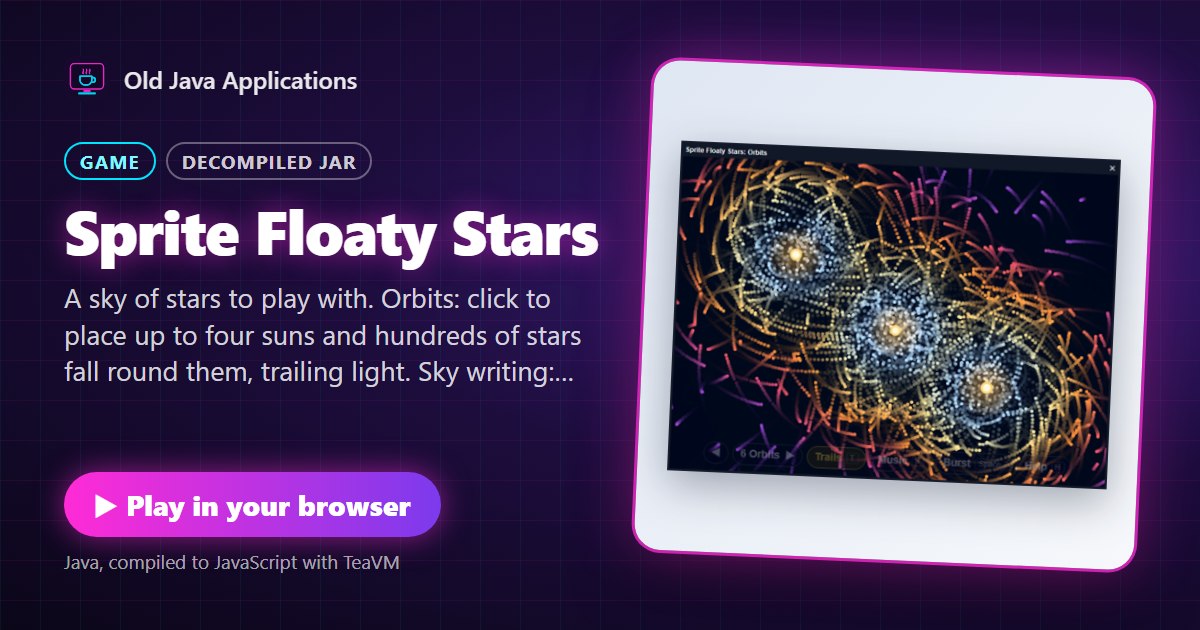 Old Java Applications
GAME
DECOMPILED JAR
Sprite Floaty Stars
A sky of stars to play with. Orbits: click to
place up to four suns and hundreds of stars
fall round them, trailing light. Sky writing:...
▶ Play in your browser
Java, compiled to JavaScript with TeaVM
Sprite Floaty Stars: Orbits
6 Orbits
Trails
Music
Burst